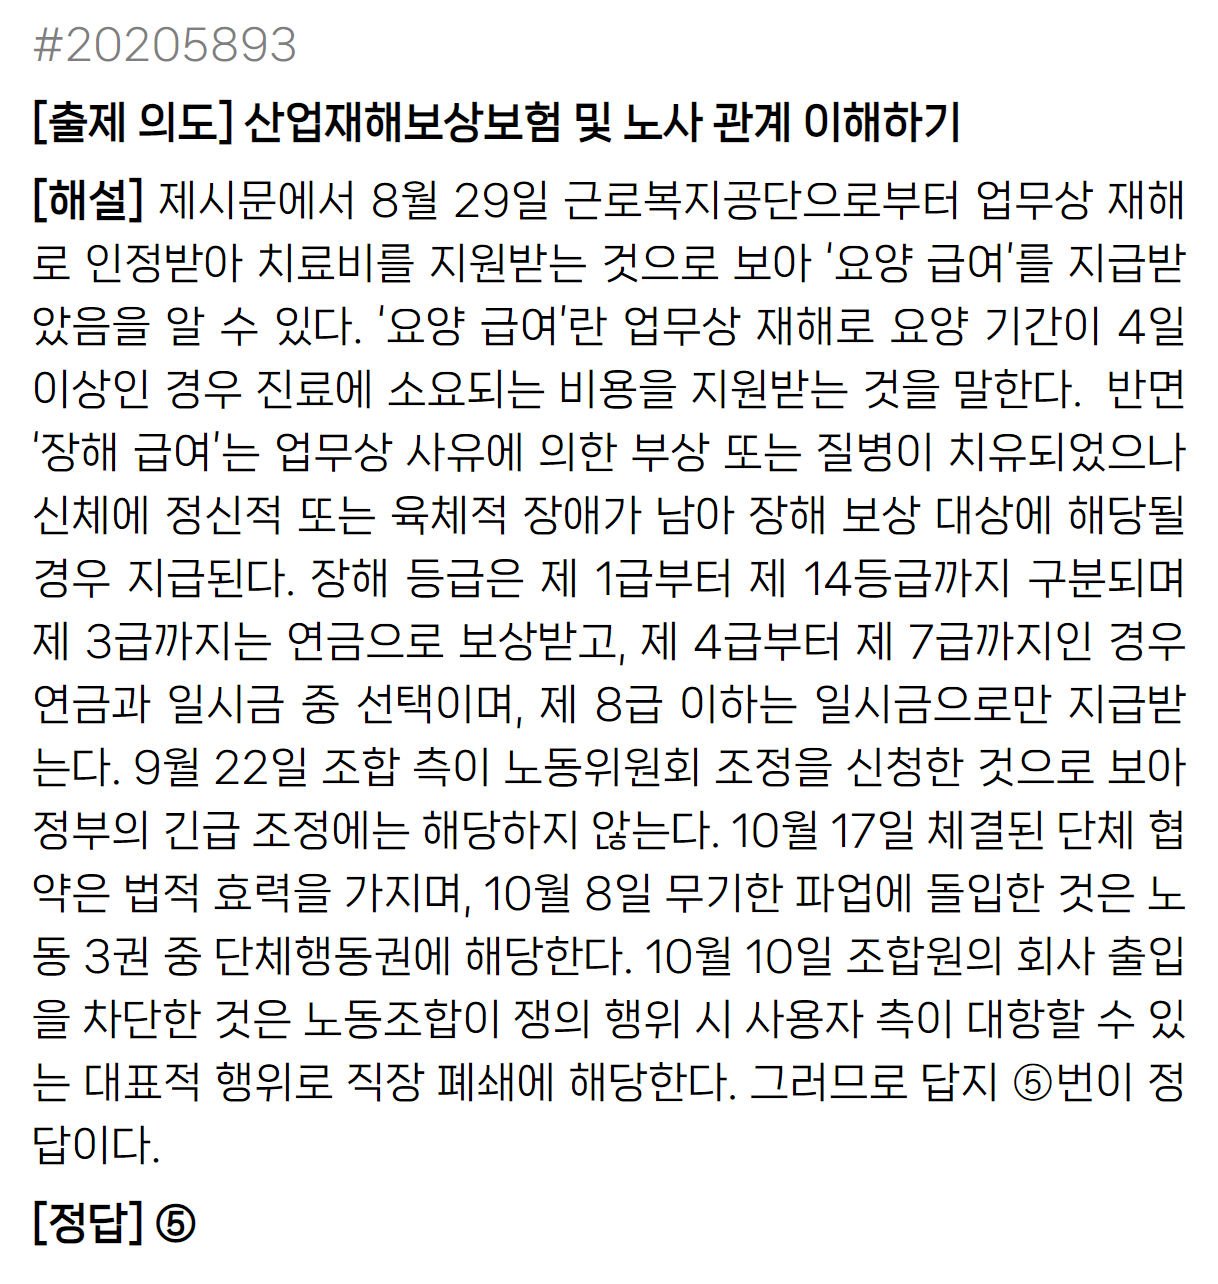 #20205893
[출제 의도] 산업재해보상보험 및 노사 관계 이해하기
[해설] 제시문에서 8월 29일 근로복지공단으로부터 업무상 재해
로 인정받아 치료비를 지원받는 것으로 보아 '요양 급여'를 지급받
았음을 알 수 있다. '요양 급여'란 업무상 재해로 요양 기간이 4일
이상인 경우 진료에 소요되는 비용을 지원받는 것을 말한다. 반면
'장해 급여'는 업무상 사유에 의한 부상 또는 질병이 치유되었으나
신체에 정신적 또는 육체적 장애가 남아 장해 보상 대상에 해당될
경우 지급된다. 장해 등급은 제 1급부터 제 14등급까지 구분되며
제 3급까지는 연금으로 보상받고, 제 4급부터 제 7급까지인 경우
연금과 일시금 중 선택이며, 제 8급 이하는 일시금으로만 지급받
는다. 9월 22일 조합 측이 노동위원회 조정을 신청한 것으로 보아
정부의 긴급 조정에는 해당하지 않는다. 10월 17일 체결된 단체 협
약은 법적 효력을 가지며, 10월 8일 무기한 파업에 돌입한 것은 노
동 3권 중 단체행동권에 해당한다. 10월 10일 조합원의 회사 출입
을 차단한 것은 노동조합이 쟁의 행위 시 사용자 측이 대항할 수 있
는 대표적 행위로 직장 폐쇄에 해당한다. 그러므로 답지 ⑤번이 정
답이다.
[정답] ⑤